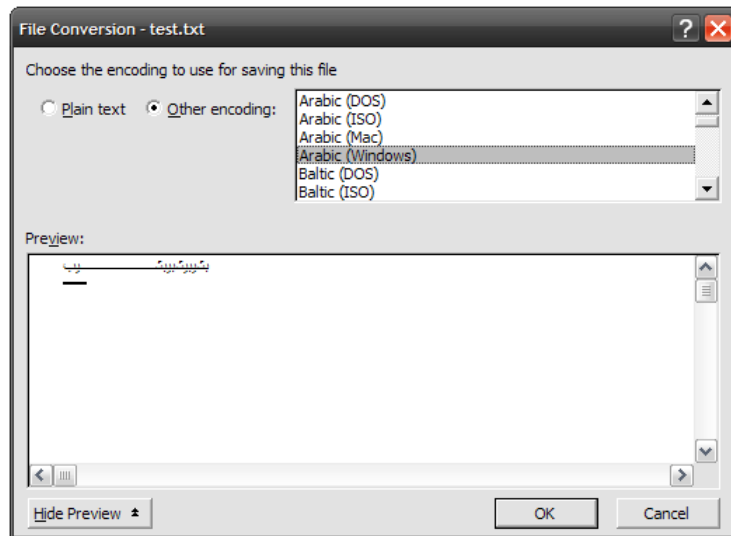 File Conversion - test.txt
Choose the encoding to use for saving this file
Plain text
Other encoding:
Arabic (DOS)
Arabic (ISO)
Arabic (Mac)
Arabic (Windows)
Baltic (DOS)
Baltic (ISO)
Preview:
Hide Preview
OK
Cancel